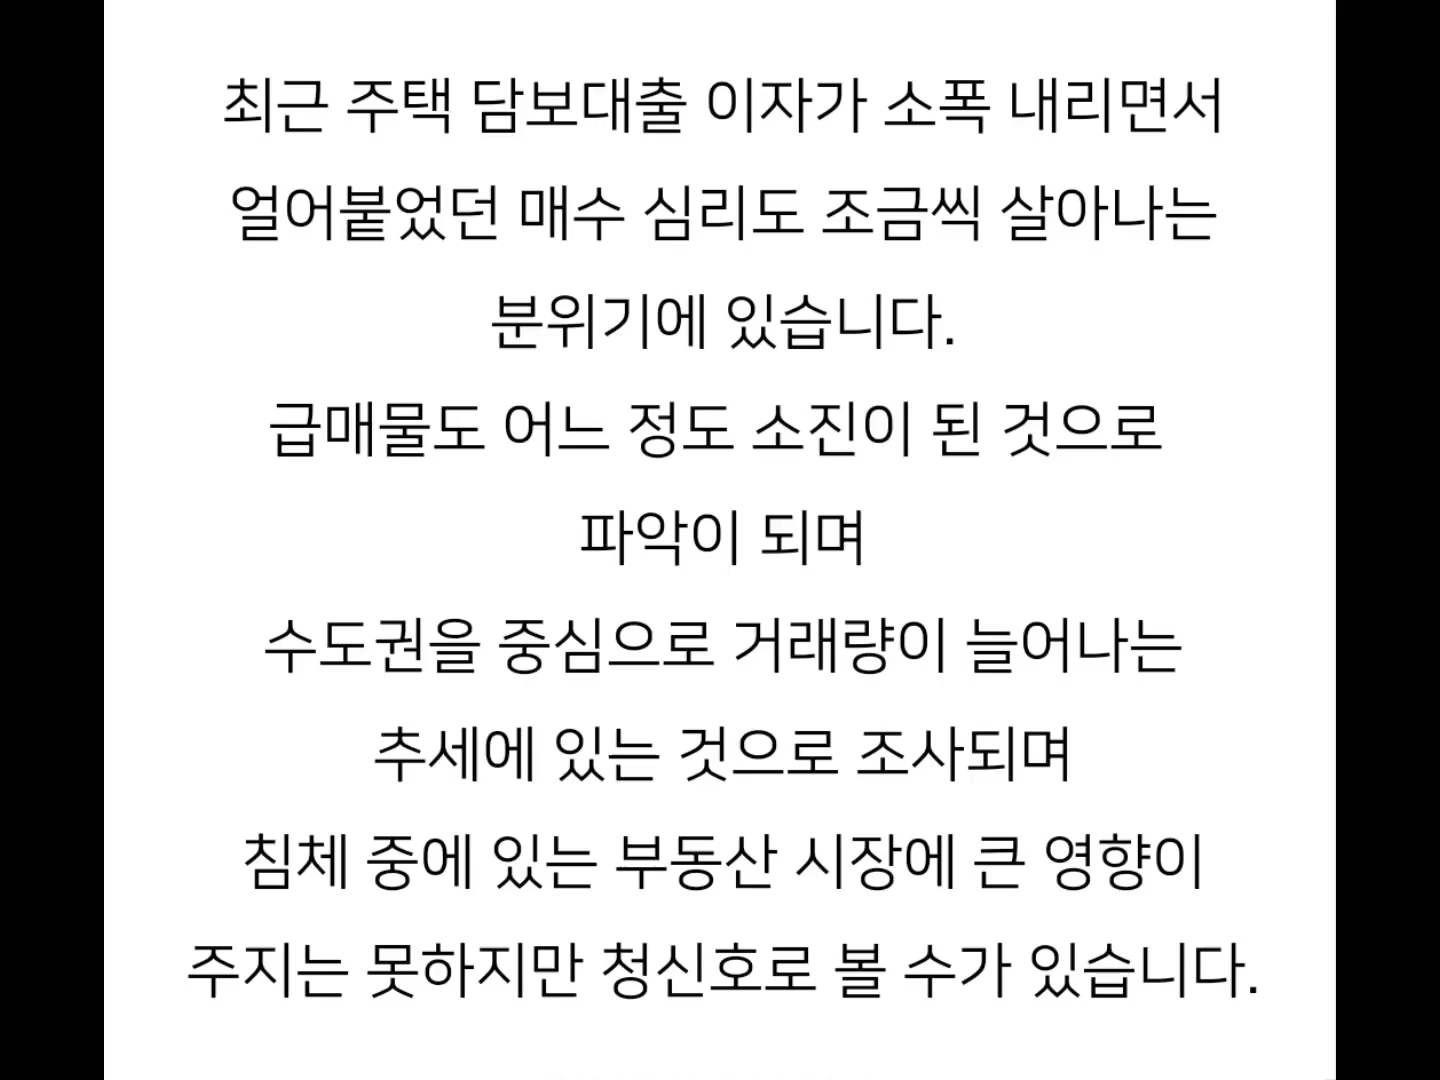 최근 주택 담보대출 이자가 소폭 내리면서
얼어붙었던 매수 심리도 조금씩 살아나는
분위기에 있습니다.
급매물도 어느 정도 소진이 된 것으로
파악이 되며
수도권을 중심으로 거래량이 늘어나는
추세에 있는 것으로 조사되며
침체 중에 있는 부동산 시장에 큰 영향이
주지는 못하지만 청신호로 볼 수가 있습니다.